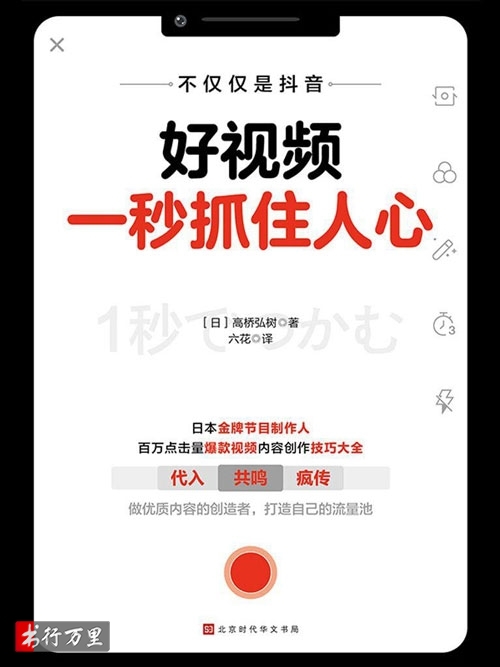 不仅仅是抖音
好视频
一秒抓住人心
1秒でつかむ
[日]高桥弘树◎著
六花◎译
日本金牌节目制作人
百万点击量爆款视频内容创作技巧大全
代入 共鸣 疯传
做优质内容的创造者，打造自己的流量池
3
北京时代华文书局
书行万里